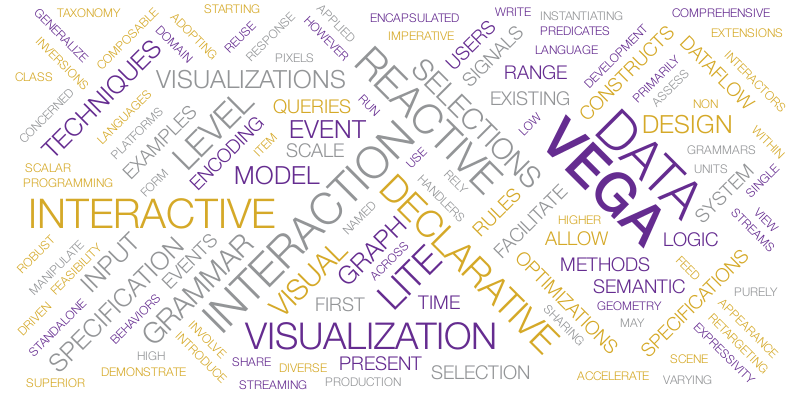 TAXONOMY
STARTING
ENCAPSULATED
WRITE
INSTANTIATING
COMPREHENSIVE
GENERALIZE
COMPOSABLE
ADOPTING
REUSE
RESPONSE
APPLIED
HOWEVER
IMPERATIVE
USERS
PREDICATES
EXTENSIONS
INVERSIONS
DOMAIN
PIXELS
SIGNALS
LANGUAGE
DEVELOPMENT
CONSTRUCTS
DATAFLOW
INTERACTORS
CLASS
TECHNIQUES
VISUALIZATIONS
REACTIVE
SELECTIONS
RANGE
PRIMARILY
ASSESS
CONCERNED
LANGUAGES
PLATFORMS
EXAMPLES
LEVEL
QUERIES
RUN
EXISTING
LOW
NON
DESIGN
WITHIN
ENCODING
ITEM
EVENT
SCALE
VEGA
DATA
GRAMMARS
UNITS
SINGLE
SCALAR
PROGRAMMING
FORM
MODEL
INTERACTION
USE
RELY
HANDLERS
SYSTEM
INTERACTIVE
NAMED
DECLARATIVE
RULES
FACILITATE
HIGHER
ALLOW
LOGIC
VIEW
STREAMS
ROBUST
MANIPULATE
FEASIBILITY
INPUT
SPECIFICATION
EVENTS
GRAMMAR
VISUAL
GRAPH
ACROSS
LITE
OPTIMIZATIONS
METHODS
SEMANTIC
FEED
SPECIFICATIONS
PURELY
DRIVEN
STANDALONE
BEHAVIORS
FIRST
TIME
SHARING
GEOMETRY
MAY
APPEARANCE
RETARGETING
EXPRESSIVITY
VISUALIZATION
INVOLVE
INTRODUCE
HIGH
DEMONSTRATE
SHARE
DIVERSE
PRESENT
SELECTION
SCENE
SUPERIOR
STREAMING
PRODUCTION
ACCELERATE
VARYING